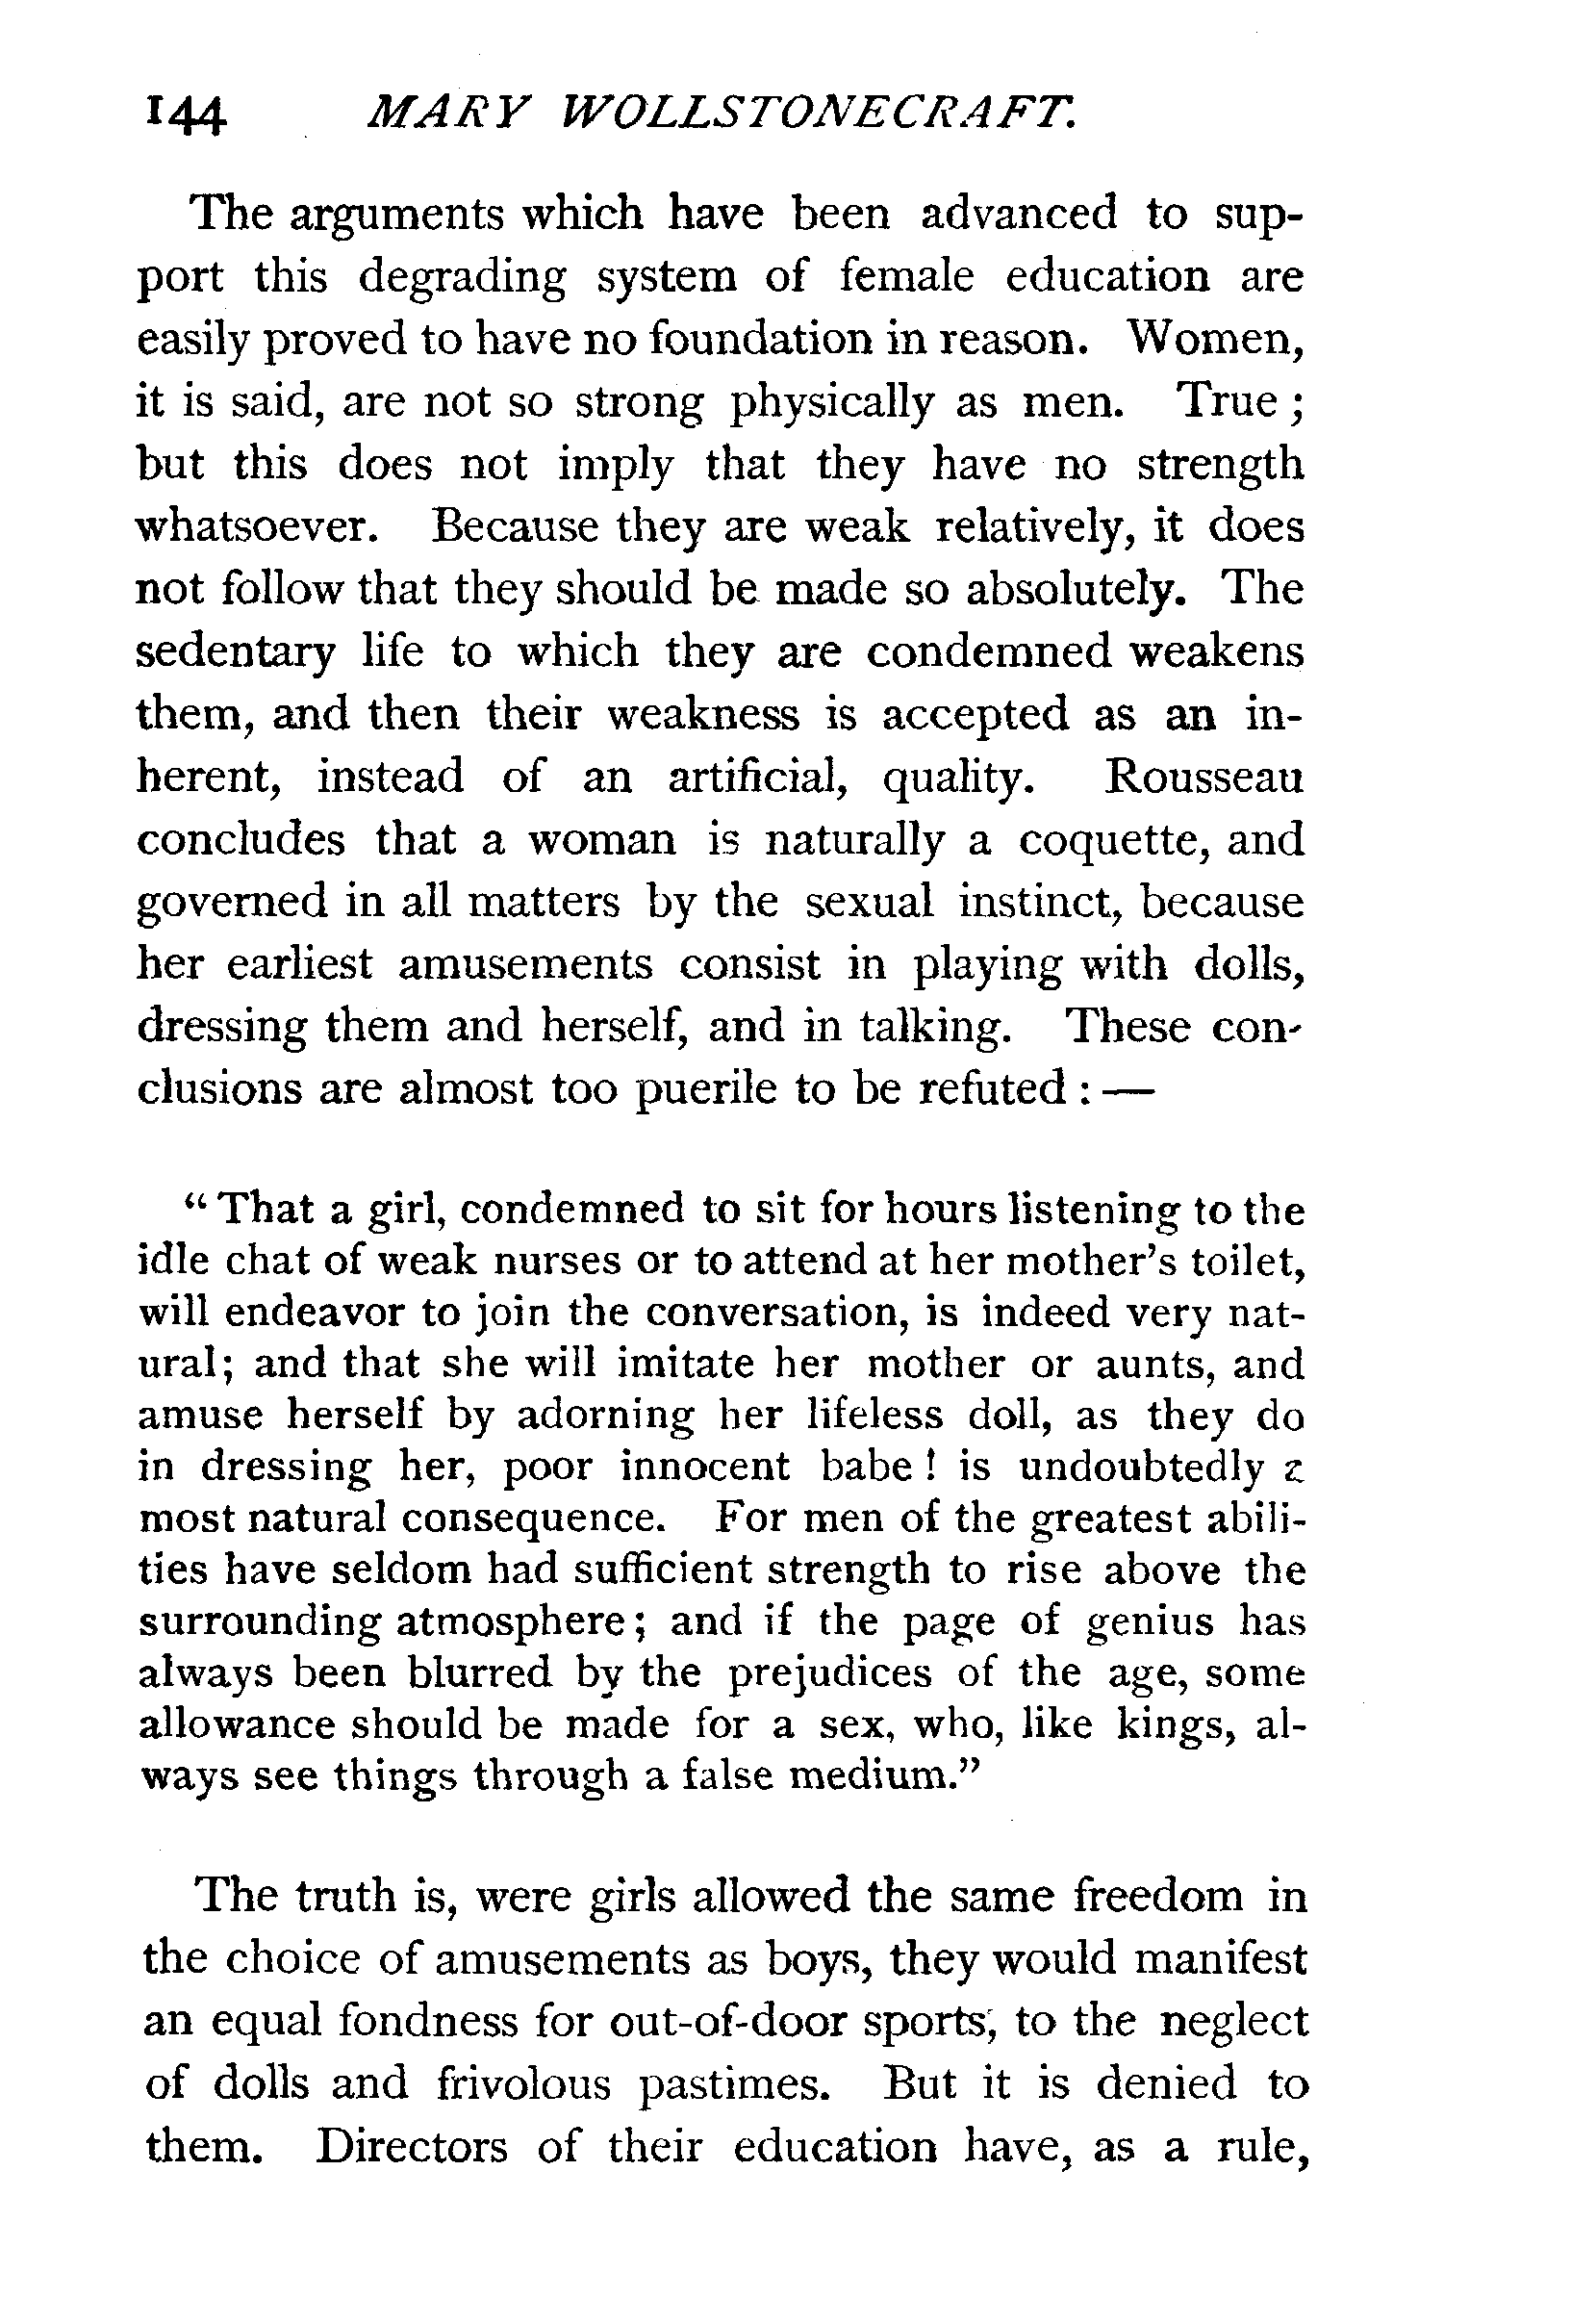 144 MARY WOLLSTONECRAFT.
The arguments which have been advanced to sup-
port this degrading system of female education are
easily proved to have no foundation in reason. Women,
it is said, are not so strong physically as men. True ;
but this does not imply that they have no strength
whatsoever. Because they are weak relatively, it does
not follow that they should be made so absolutely. The
sedentary life to which they are condemned weakens
them, and then their weakness is accepted as an in-
herent, instead of an artificial, quality. Rousseau
concludes that a woman is naturally a coquette, and
governed in all matters by the sexual instinct, because
her earliest amusements consist in playing with dolls,
dressing them and herself, and in talking. These con-
clusions are almost too puerile to be refuted : —
“ That a girl, condemned to sit for hours listening to the
idle chat of weak nurses or to attend at her mother’s toilet,
will endeavor to join the conversation, is indeed very nat-
ural; and that she will imitate her mother or aunts, and
amuse herself by adorning her lifeless doll, as they do
in dressing her, poor innocent babe ! is undoubtedly a
most natural consequence. For men of the greatest abili-
ties have seldom had sufficient strength to rise above the
surrounding atmosphere; and if the page of genius has
always been blurred by the prejudices of the age, some
allowance should be made for a sex, who, like kings, al-
ways see things through a false medium.”
The truth is, were girls allowed the same freedom in
the choice of amusements as boys, they would manifest
an equal fondness for out-of-door sports, to the neglect
of dolls and frivolous pastimes. But it is denied to
them. Directors of their education have, as a rule,